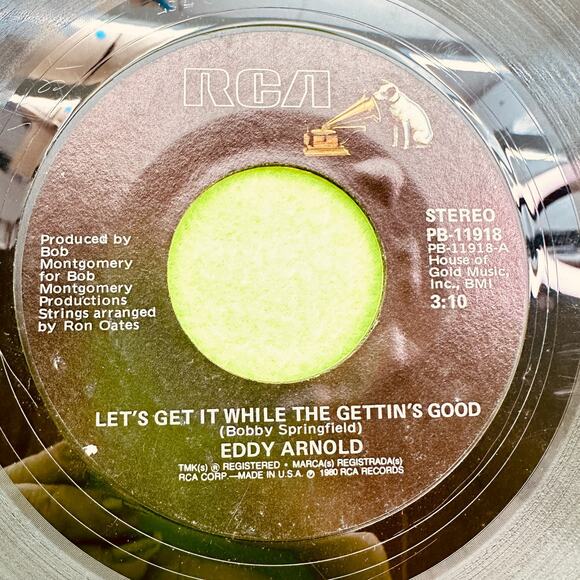 RCA
STEREO
PB-11918
PB-11918-A
House of
Gold Music,
Inc., BMI
3:10
Produced by
Bob
Montgomery
for Bob
Montgomery
Productions
Strings arranged
by Ron Oates
LET'S GET IT WHILE THE GETTIN'S GOOD
(Bobby Springfield)
EDDY ARNOLD
TMK(s) ® REGISTERED • MARCA(s) REGISTRADA(s)
RCA CORP.—MADE IN U.S.A. ℗ 1980 RCA RECORDS